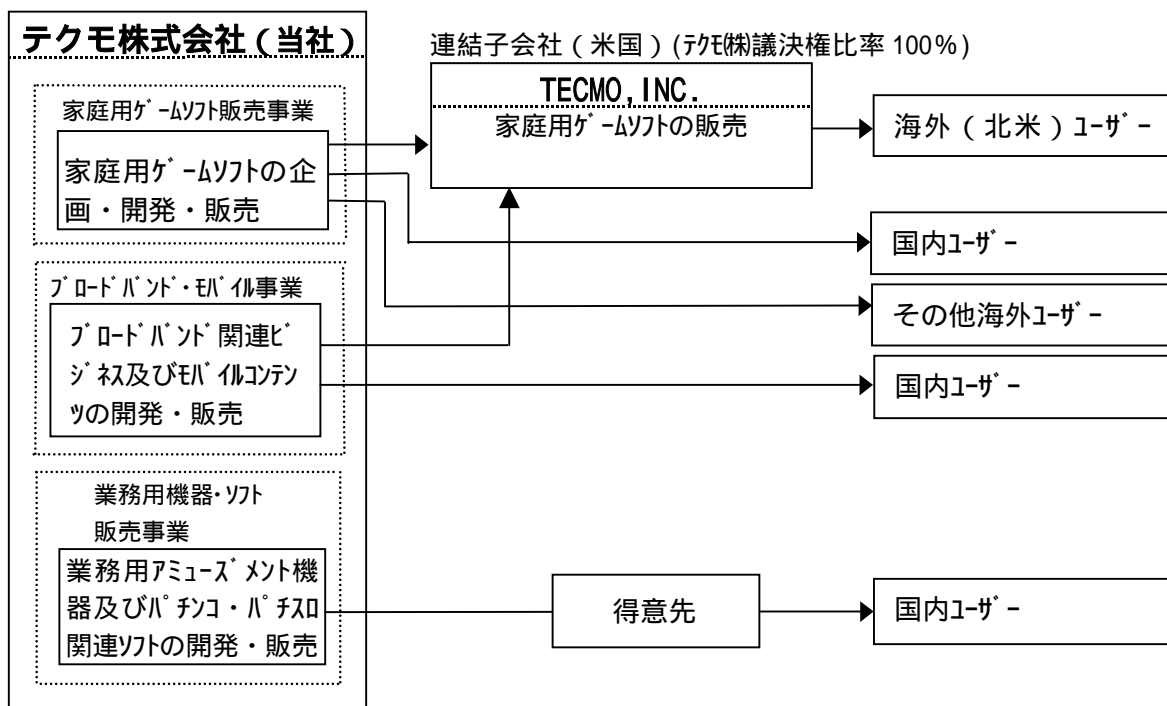 テクモ株式会社（当社）
連結子会社（米国）(ﾃｸﾓ㈱議決権比率 100％)
TECMO,INC.
家庭用ｹﾞｰﾑｿﾌﾄの販売
海外（北米）ﾕｰｻﾞｰ
家庭用ｹﾞｰﾑｿﾌﾄ販売事業
家庭用ｹﾞｰﾑｿﾌﾄの企
画・開発・販売
国内ﾕｰｻﾞｰ
ﾌﾞﾛｰﾄﾞﾊﾞﾝﾄﾞ･ﾓﾊﾞｲﾙ事業
その他海外ﾕｰｻﾞｰ
ﾌﾞﾛｰﾄﾞﾊﾞﾝﾄﾞ関連ﾋﾞ
ｼﾞﾈｽ及びﾓﾊﾞｲﾙｺﾝﾃﾝ
ﾂの開発・販売
国内ﾕｰｻﾞｰ
業務用機器･ｿﾌﾄ
販売事業
業務用ｱﾐｭｰｽﾞﾒﾝﾄ機
器及びﾊﾟﾁﾝｺ・ﾊﾟﾁｽﾛ
関連ｿﾌﾄの開発・販売
得意先
国内ﾕｰｻﾞｰ